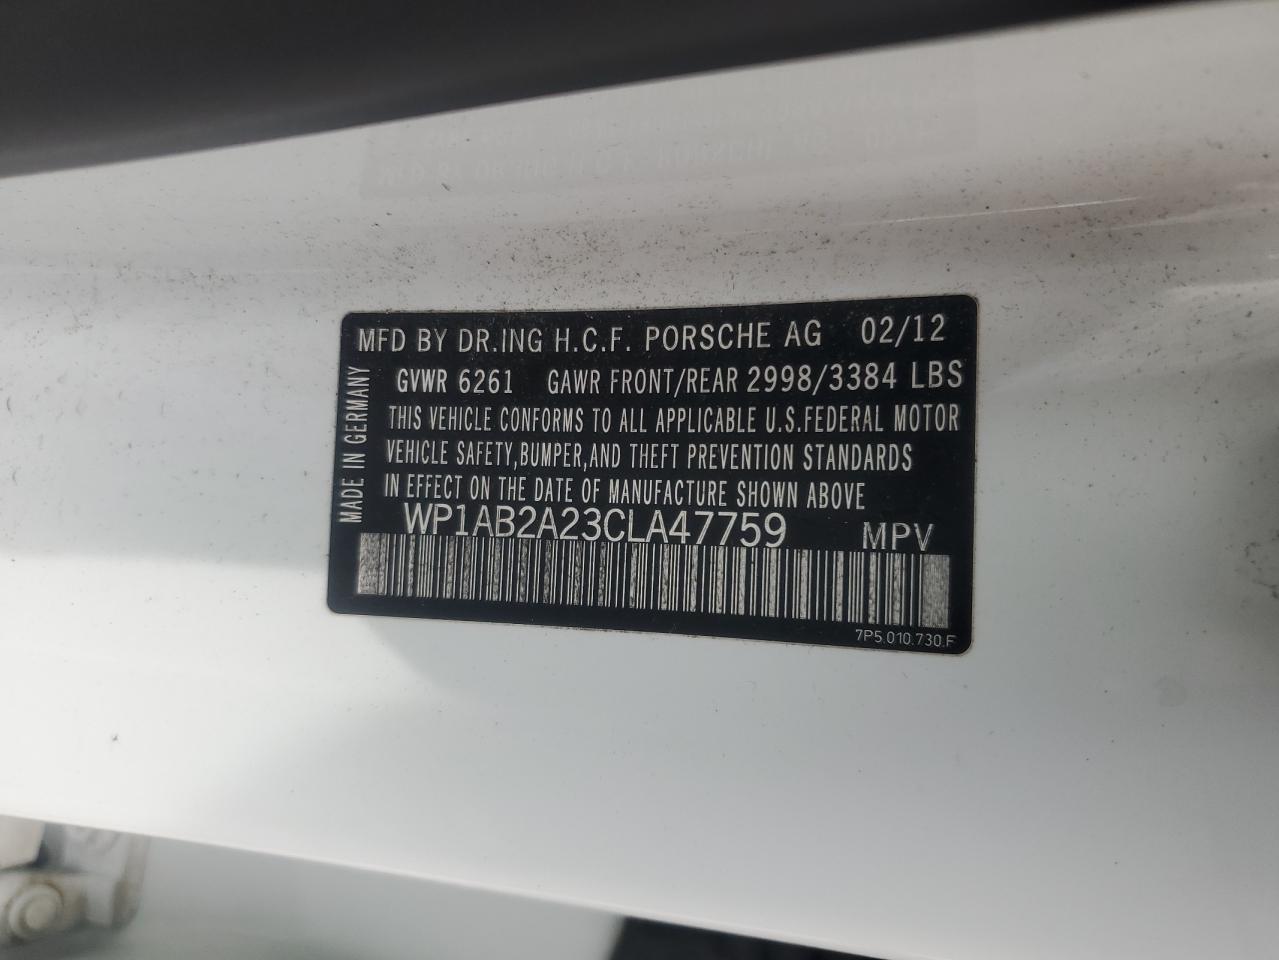 MFD BY DR.ING H.C.F. PORSCHE AG 02/12
GVWR 6261 GAWR FRONT/REAR 2998/3384 LBS
THIS VEHICLE CONFORMS TO ALL APPLICABLE U.S.FEDERAL MOTOR
VEHICLE SAFETY,BUMPER,AND THEFT PREVENTION STANDARDS
IN EFFECT ON THE DATE OF MANUFACTURE SHOWN ABOVE
WP1AB2A23CLA47759 MPV
7P5.010.730.F
MADE IN GERMANY